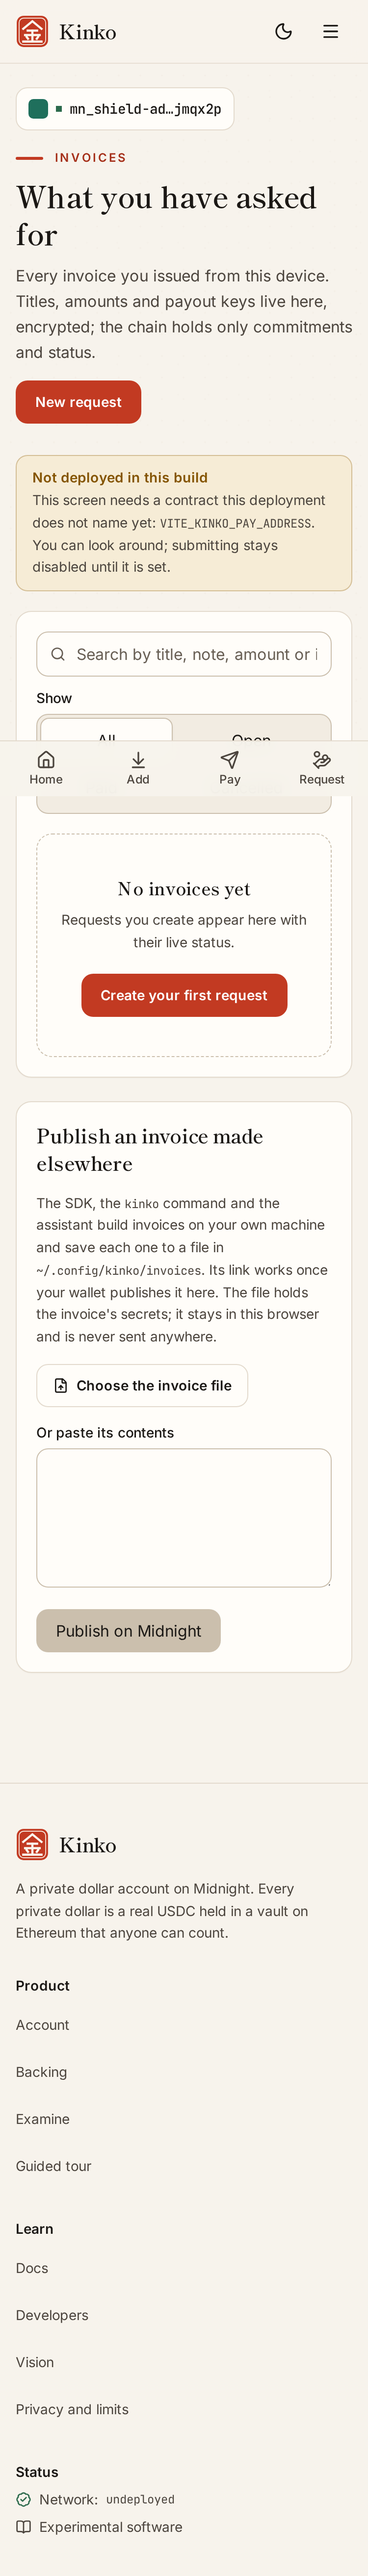 金 Kinko
mn_shield-ad…jmqx2p
INVOICES
What you have asked
for
Every invoice you issued from this device.
Titles, amounts and payout keys live here,
encrypted; the chain holds only commitments
and status.
New request
Not deployed in this build
This screen needs a contract this deployment
does not name yet: VITE_KINKO_PAY_ADDRESS.
You can look around; submitting stays
disabled until it is set.
Search by title, note, amount or i
Show
All Open
Home Add Pay Request
No invoices yet
Requests you create appear here with
their live status.
Create your first request
Publish an invoice made
elsewhere
The SDK, the kinko command and the
assistant build invoices on your own machine
and save each one to a file in
~/.config/kinko/invoices. Its link works once
your wallet publishes it here. The file holds
the invoice's secrets; it stays in this browser
and is never sent anywhere.
Choose the invoice file
Or paste its contents
Publish on Midnight
金 Kinko
A private dollar account on Midnight. Every
private dollar is a real USDC held in a vault on
Ethereum that anyone can count.
Product
Account
Backing
Examine
Guided tour
Learn
Docs
Developers
Vision
Privacy and limits
Status
Network: undeployed
Experimental software